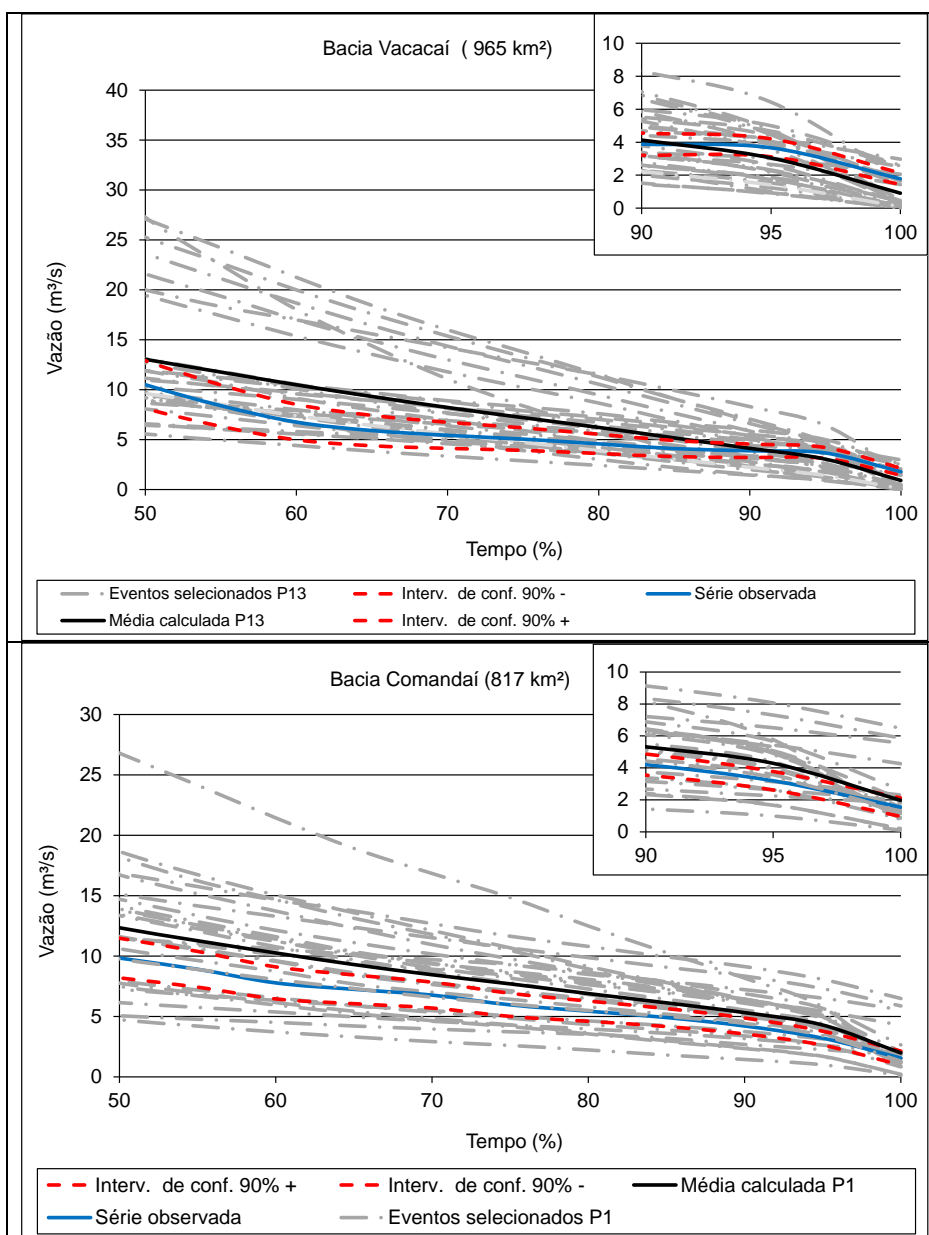 Bacia Vacacaí ( 965 km²)
10
8
6
4
2
0
90 95 100
40
35
30
25
20
15
10
5
0
Vazão (m³/s)
50 60 70 80 90 100
Tempo (%)
Eventos selecionados P13 Interv. de conf. 90% - Série observada
Média calculada P13 Interv. de conf. 90% +
Bacia Comandaí (817 km²)
10
8
6
4
2
0
90 95 100
30
25
20
15
10
5
0
Vazão (m³/s)
50 60 70 80 90 100
Tempo (%)
Interv. de conf. 90% + Interv. de conf. 90% - Média calculada P1
Série observada Eventos selecionados P1